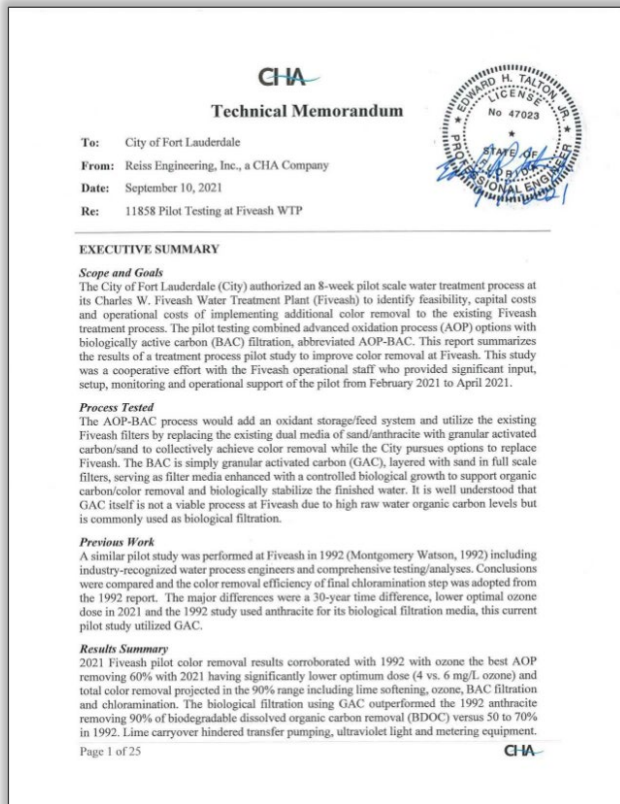 CHA
Technical Memorandum
EDWARD H. TALTON, JR.
LICENSE
No 47023
STATE OF
PROFESSIONAL ENGINEER
To: City of Fort Lauderdale
From: Reiss Engineering, Inc., a CHA Company
Date: September 10, 2021
Re: 11858 Pilot Testing at Fiveash WTP
EXECUTIVE SUMMARY
Scope and Goals
The City of Fort Lauderdale (City) authorized an 8-week pilot scale water treatment process at
its Charles W. Fiveash Water Treatment Plant (Fiveash) to identify feasibility, capital costs
and operational costs of implementing additional color removal to the existing Fiveash
treatment process. The pilot testing combined advanced oxidation process (AOP) options with
biologically active carbon (BAC) filtration, abbreviated AOP-BAC. This report summarizes
the results of a treatment process pilot study to improve color removal at Fiveash. This study
was a cooperative effort with the Fiveash operational staff who provided significant input,
setup, monitoring and operational support of the pilot from February 2021 to April 2021.
Process Tested
The AOP-BAC process would add an oxidant storage/feed system and utilize the existing
Fiveash filters by replacing the existing dual media of sand/anthracite with granular activated
carbon/sand to collectively achieve color removal while the City pursues options to replace
Fiveash. The BAC is simply granular activated carbon (GAC), layered with sand in full scale
filters, serving as filter media enhanced with a controlled biological growth to support organic
carbon/color removal and biologically stabilize the finished water. It is well understood that
GAC itself is not a viable process at Fiveash due to high raw water organic carbon levels but
is commonly used as biological filtration.
Previous Work
A similar pilot study was performed at Fiveash in 1992 (Montgomery Watson, 1992) including
industry-recognized water process engineers and comprehensive testing/analyses. Conclusions
were compared and the color removal efficiency of final chloramination step was adopted from
the 1992 report. The major differences were a 30-year time difference, lower optimal ozone
dose in 2021 and the 1992 study used anthracite for its biological filtration media, this current
pilot study utilized GAC.
Results Summary
2021 Fiveash pilot color removal results corroborated with 1992 with ozone the best AOP
removing 60% with 2021 having significantly lower optimum dose (4 vs. 6 mg/L ozone) and
total color removal projected in the 90% range including lime softening, ozone, BAC filtration
and chloramination. The biological filtration using GAC outperformed the 1992 anthracite
removing 90% of biodegradable dissolved organic carbon removal (BDOC) versus 50 to 70%
in 1992. Lime carryover hindered transfer pumping, ultraviolet light and metering equipment.
Page 1 of 25
CHA